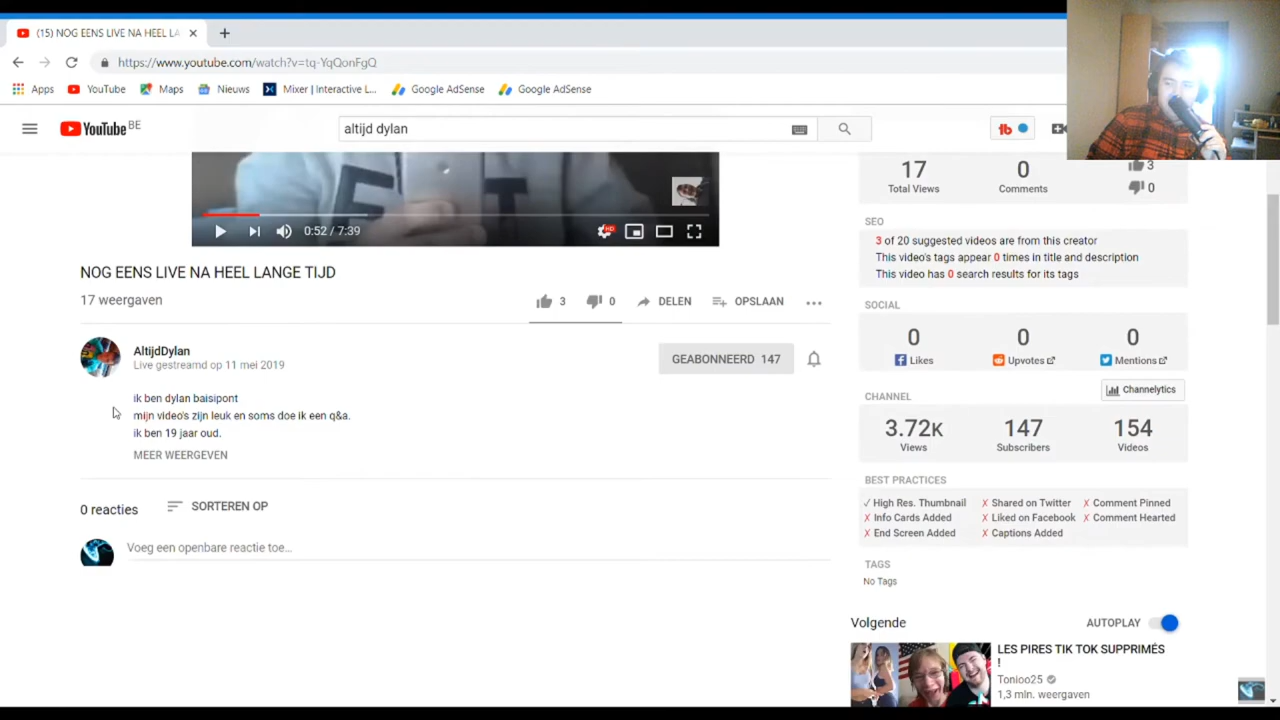 (15) NOG EENS LIVE NA HEEL LA
https://www.youtube.com/watch?v=tq-YqQonFgQ
Apps YouTube Maps Nieuws Mixer | Interactive L... Google AdSense Google AdSense
YouTube BE
altijd dylan
tb
17
Total Views
0
Comments
3
0
0:52 / 7:39
HD
SEO
3 of 20 suggested videos are from this creator
This video's tags appear 0 times in title and description
This video has 0 search results for its tags
NOG EENS LIVE NA HEEL LANGE TIJD
17 weergaven
3 0 DELEN OPSLAAN
SOCIAL
0
Likes
0
Upvotes
0
Mentions
AltijdDylan
Live gestreamd op 11 mei 2019
GEABONNEERD 147
ik ben dylan baisipont
mijn video's zijn leuk en soms doe ik een q&a.
ik ben 19 jaar oud.
MEER WEERGEVEN
CHANNEL
Channelytics
3.72K
Views
147
Subscribers
154
Videos
BEST PRACTICES
✓ High Res. Thumbnail ✗ Shared on Twitter ✗ Comment Pinned
✗ Info Cards Added ✗ Liked on Facebook ✗ Comment Hearted
✗ End Screen Added ✗ Captions Added
0 reacties SORTEREN OP
Voeg een openbare reactie toe...
TAGS
No Tags
Volgende AUTOPLAY
LES PIRES TIK TOK SUPPRIMÉS
!
Tonioo25
1,3 mln. weergaven